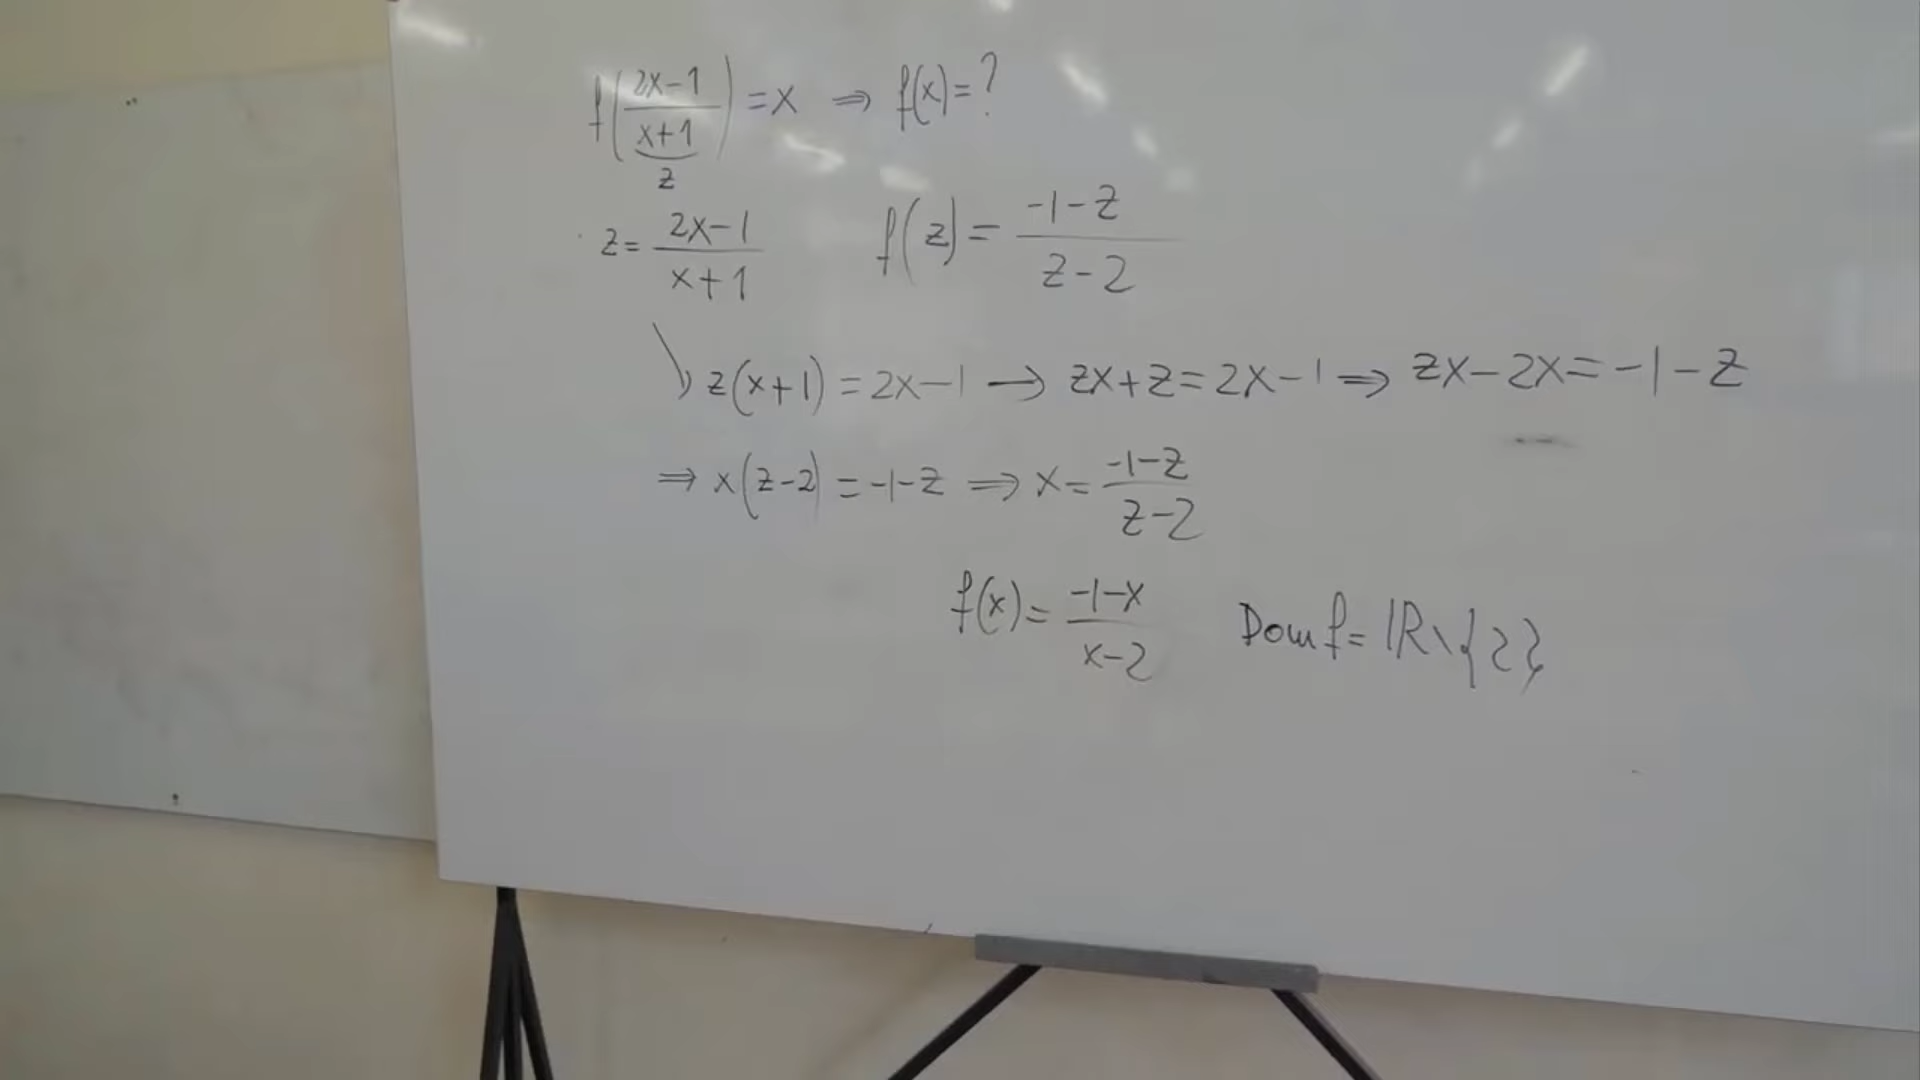 f((2x-1)/(x+1)) = x ⇒ f(x) = ?
z
z = (2x-1)/(x+1) f(z) = (-1-z)/(z-2)
z(x+1) = 2x-1 → zx+z = 2x-1 ⇒ zx-2x = -1-z
⇒ x(z-2) = -1-z ⇒ x = (-1-z)/(z-2)
f(x) = (-1-x)/(x-2) Dom f = ℝ\{2}